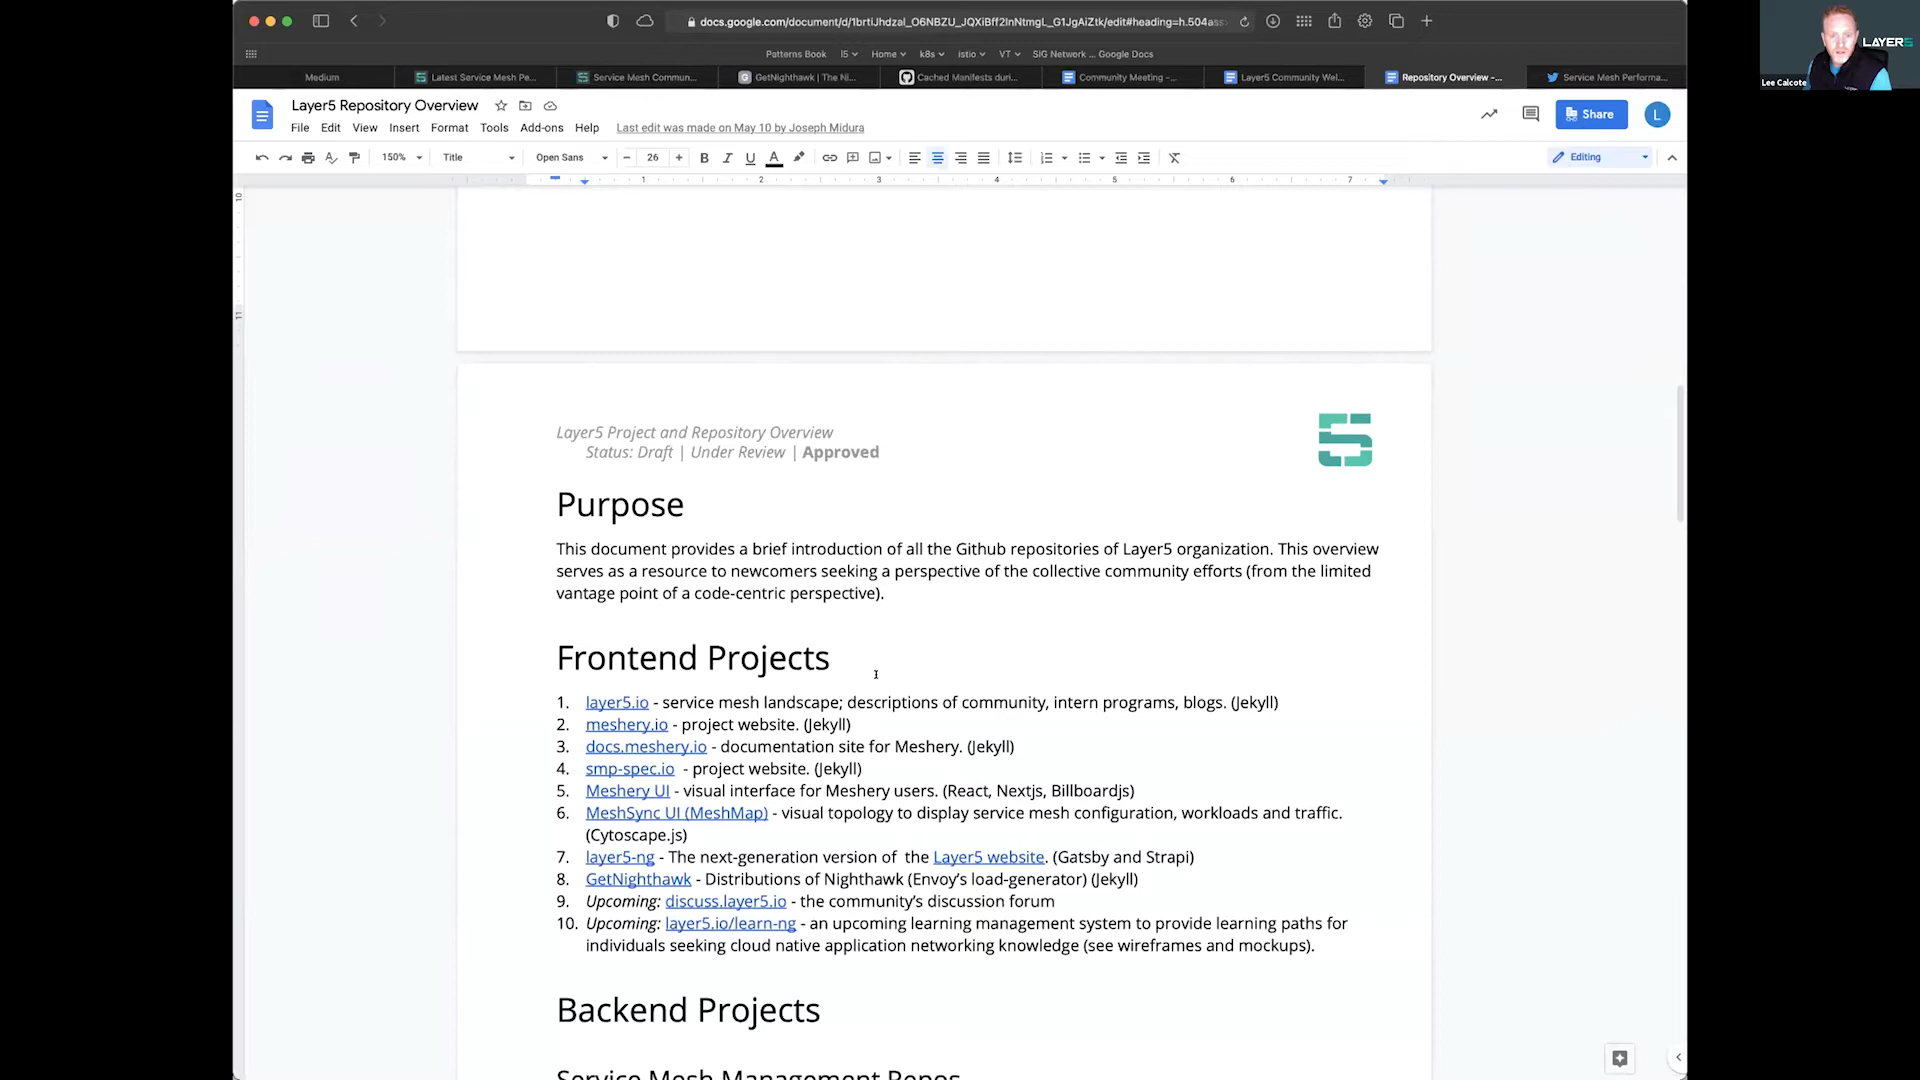 docs.google.com/document/d/1brtiJhdzal_O6NBZU_JQXiBff2InNtmgL_G1JgAiZtk/edit#heading=h.504ass
Patterns Book l5 Home k8s istio VT SIG Network ... Google Docs
Medium Latest Service Mesh Pe... Service Mesh Commun... GetNighthawk | The Ni... Cached Manifests duri... Community Meeting -... Layer5 Community Wel... Repository Overview -... Service Mesh Performa...
LAYER5
Lee Calcote
Layer5 Repository Overview
Share
L
File Edit View Insert Format Tools Add-ons Help Last edit was made on May 10 by Joseph Midura
150% Title Open Sans − 26 + B I U A Editing
1 2 3 4 5 6 7
10
11
Layer5 Project and Repository Overview
Status: Draft | Under Review | Approved
Purpose
This document provides a brief introduction of all the Github repositories of Layer5 organization. This overview
serves as a resource to newcomers seeking a perspective of the collective community efforts (from the limited
vantage point of a code-centric perspective).
Frontend Projects
1. layer5.io - service mesh landscape; descriptions of community, intern programs, blogs. (Jekyll)
2. meshery.io - project website. (Jekyll)
3. docs.meshery.io - documentation site for Meshery. (Jekyll)
4. smp-spec.io - project website. (Jekyll)
5. Meshery UI - visual interface for Meshery users. (React, Nextjs, Billboardjs)
6. MeshSync UI (MeshMap) - visual topology to display service mesh configuration, workloads and traffic.
(Cytoscape.js)
7. layer5-ng - The next-generation version of the Layer5 website. (Gatsby and Strapi)
8. GetNighthawk - Distributions of Nighthawk (Envoy's load-generator) (Jekyll)
9. Upcoming: discuss.layer5.io - the community's discussion forum
10. Upcoming: layer5.io/learn-ng - an upcoming learning management system to provide learning paths for
individuals seeking cloud native application networking knowledge (see wireframes and mockups).
Backend Projects
Service Mesh Management Repos